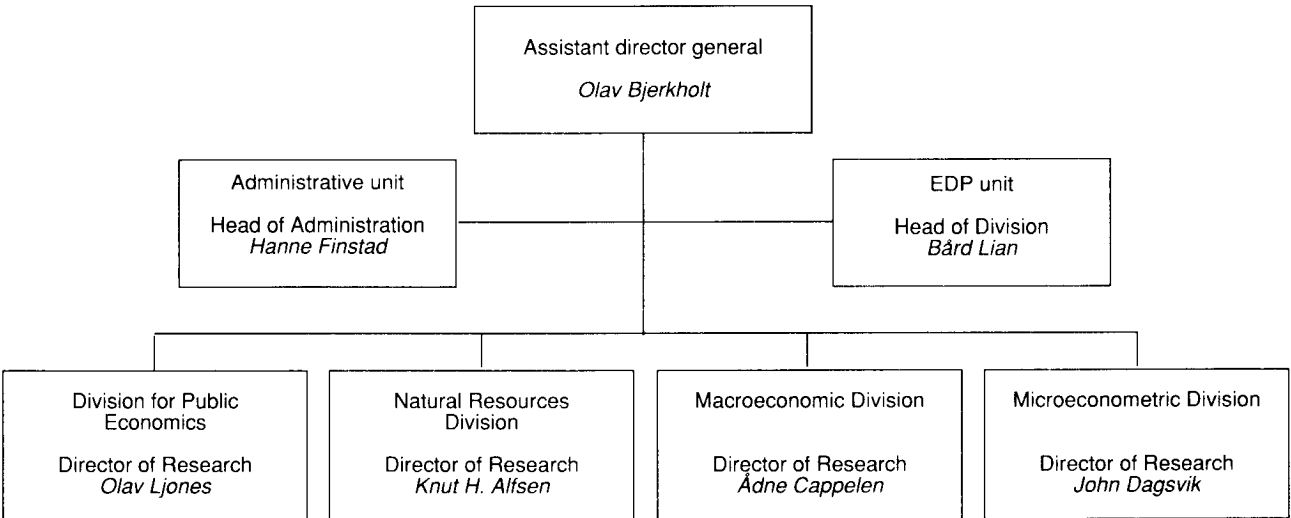 Assistant director general
Olav Bjerkholt
Administrative unit
Head of Administration
Hanne Finstad
EDP unit
Head of Division
Bård Lian
Division for Public
Economics
Director of Research
Olav Ljones
Natural Resources
Division
Director of Research
Knut H. Alfsen
Macroeconomic Division
Director of Research
Ådne Cappelen
Microeconometric Division
Director of Research
John Dagsvik